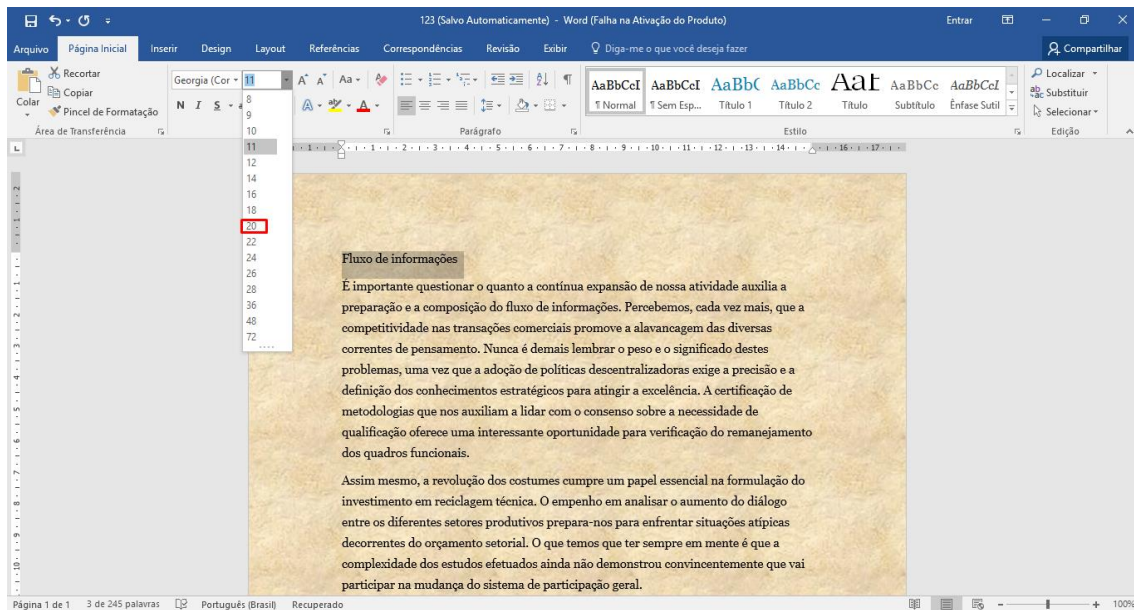 123 (Salvo Automaticamente) - Word (Falha na Ativação do Produto)
Entrar
Arquivo Página Inicial Inserir Design Layout Referências Correspondências Revisão Exibir Diga-me o que você deseja fazer Compartilhar
Colar
Recortar
Copiar
Pincel de Formatação
Área de Transferência
Georgia (Cor 11
N I S
Aa
Parágrafo
AaBbCcI AaBbCcI AaBbC AaBbCc AaBbCc AaBbCcI
¶ Normal ¶ Sem Esp... Título 1 Título 2 Título Subtítulo Ênfase Sutil
Estilo
Localizar
Substituir
Selecionar
Edição
8
9
10
11
12
14
16
18
20
22
24
26
28
36
48
72
Fluxo de informações
É importante questionar o quanto a contínua expansão de nossa atividade auxilia a
preparação e a composição do fluxo de informações. Percebemos, cada vez mais, que a
competitividade nas transações comerciais promove a alavancagem das diversas
correntes de pensamento. Nunca é demais lembrar o peso e o significado destes
problemas, uma vez que a adoção de políticas descentralizadoras exige a precisão e a
definição dos conhecimentos estratégicos para atingir a excelência. A certificação de
metodologias que nos auxiliam a lidar com o consenso sobre a necessidade de
qualificação oferece uma interessante oportunidade para verificação do remanejamento
dos quadros funcionais.
Assim mesmo, a revolução dos costumes cumpre um papel essencial na formulação do
investimento em reciclagem técnica. O empenho em analisar o aumento do diálogo
entre os diferentes setores produtivos prepara-nos para enfrentar situações atípicas
decorrentes do orçamento setorial. O que temos que ter sempre em mente é que a
complexidade dos estudos efetuados ainda não demonstrou convincentemente que vai
participar na mudança do sistema de participação geral.
Página 1 de 1 3 de 245 palavras Português (Brasil) Recuperado 100%